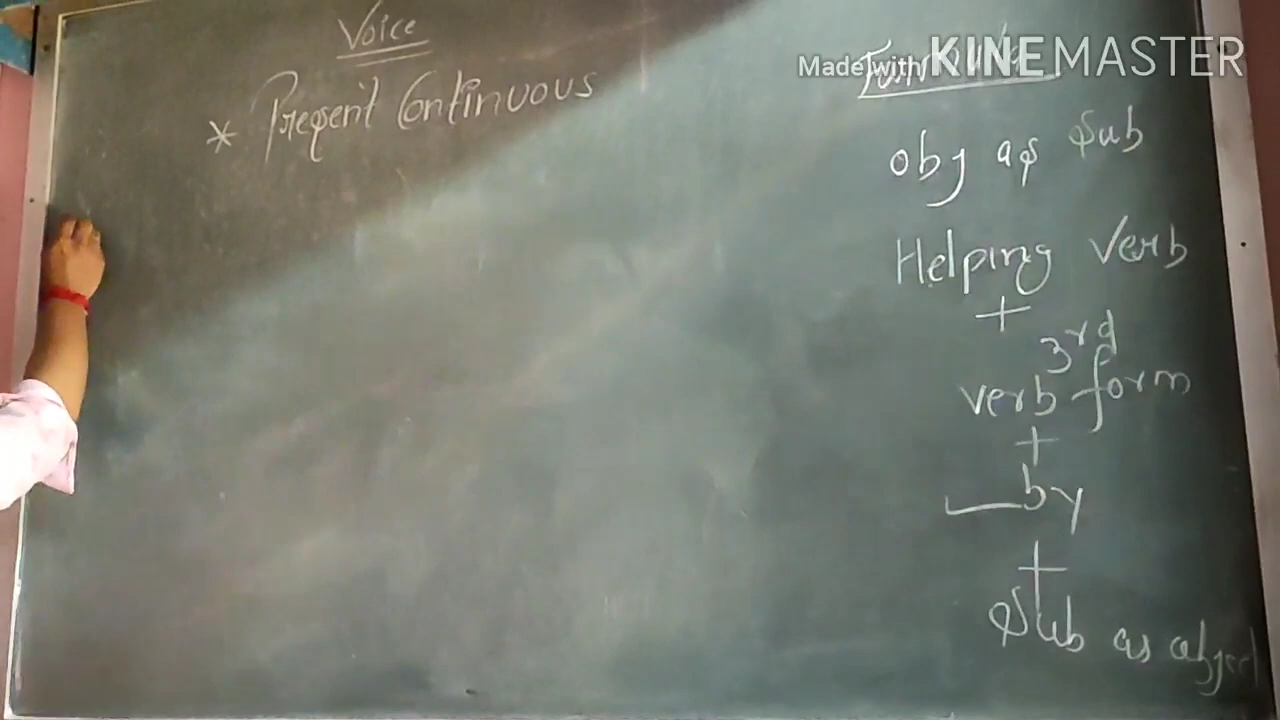 Voice
* Present Continuous
Made with KINEMASTER
obj as Sub
Helping Verb
+
3rd
verb form
+
by
+
Sub as object